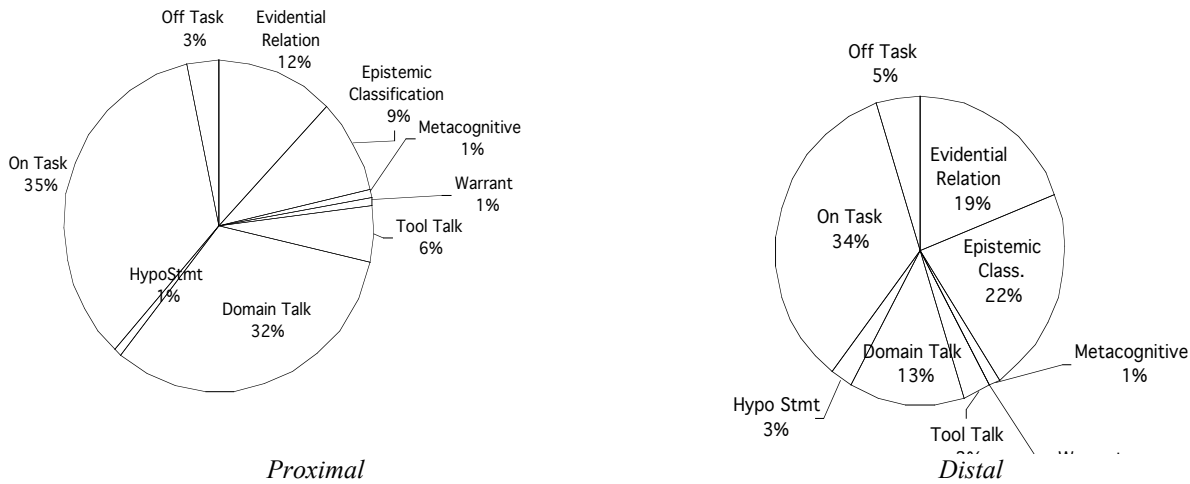 Off Task
3%
Evidential
Relation
12%
Epistemic
Classification
9%
Metacognitive
1%
Warrant
1%
Tool Talk
6%
Domain Talk
32%
HypoStmt
1%
On Task
35%
Proximal
Off Task
5%
Evidential
Relation
19%
Epistemic
Class.
22%
Metacognitive
1%
Tool Talk
Domain Talk
13%
Hypo Stmt
3%
On Task
34%
Distal